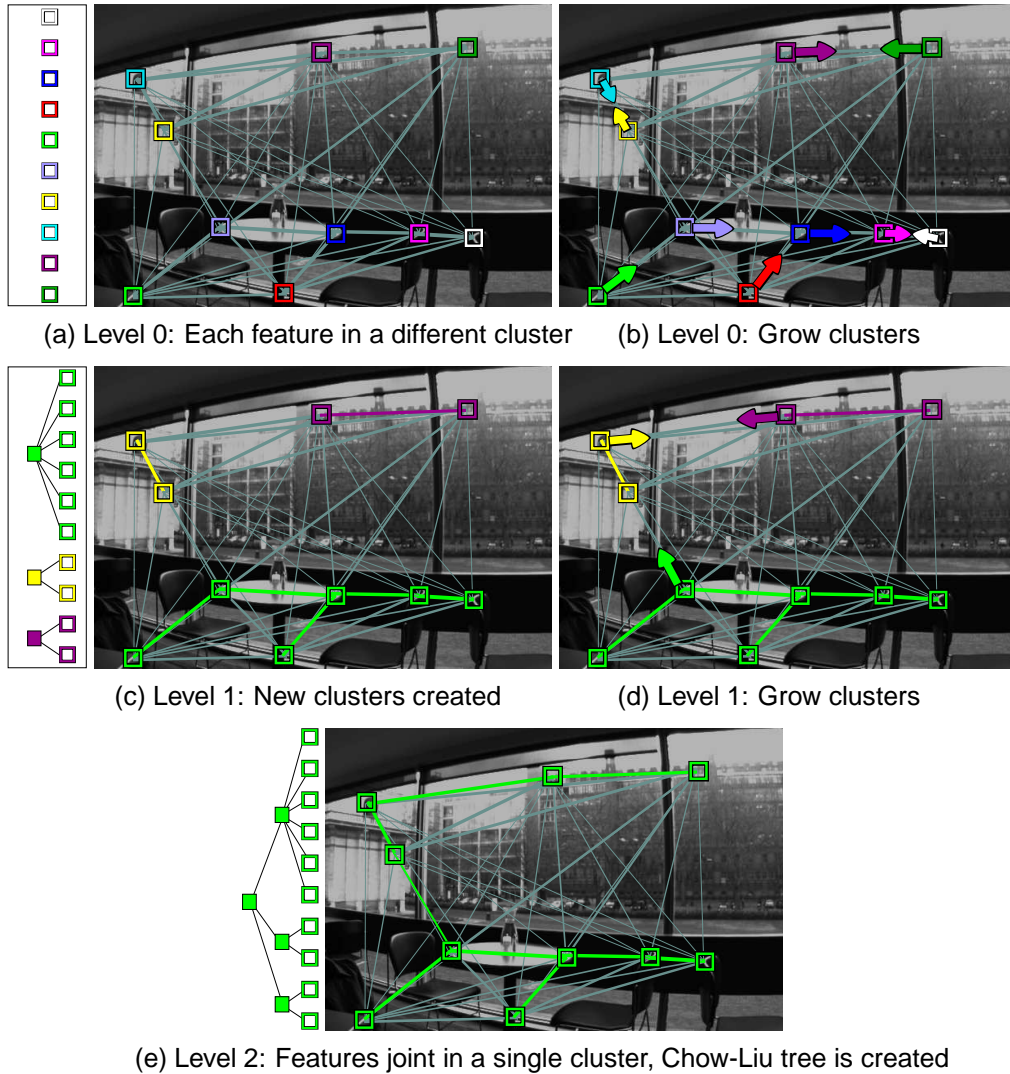 (a) Level 0: Each feature in a different cluster
(b) Level 0: Grow clusters
(c) Level 1: New clusters created
(d) Level 1: Grow clusters
(e) Level 2: Features joint in a single cluster, Chow-Liu tree is created